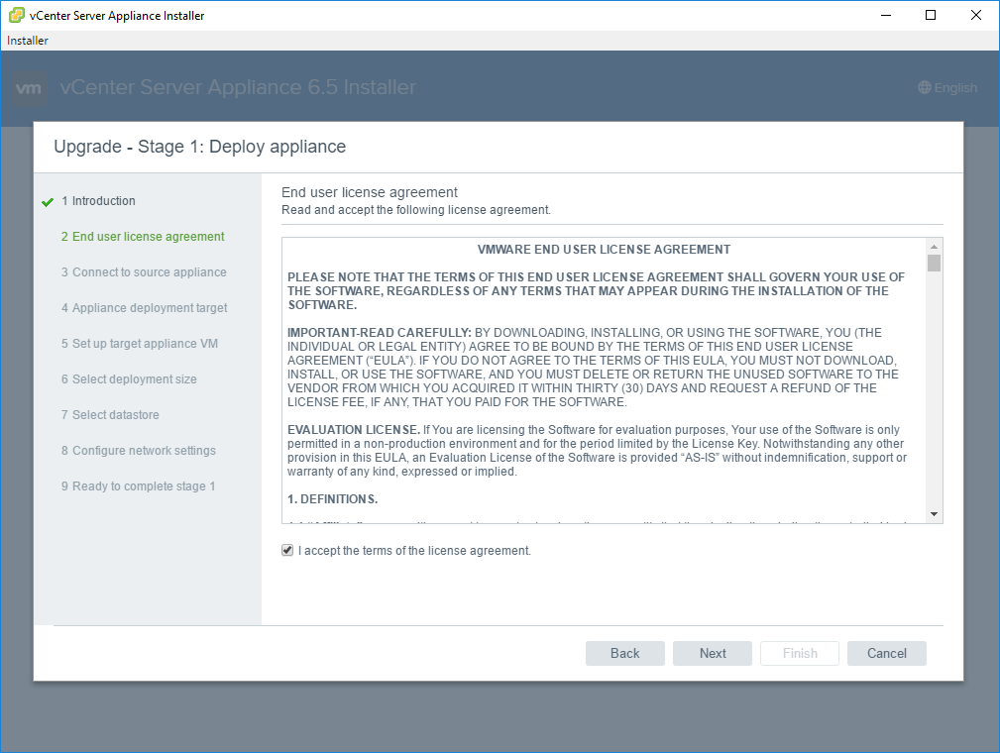 vCenter Server Appliance Installer
Installer
vm vCenter Server Appliance 6.5 Installer
English
Upgrade - Stage 1: Deploy appliance
1 Introduction
2 End user license agreement
3 Connect to source appliance
4 Appliance deployment target
5 Set up target appliance VM
6 Select deployment size
7 Select datastore
8 Configure network settings
9 Ready to complete stage 1
End user license agreement
Read and accept the following license agreement.
VMWARE END USER LICENSE AGREEMENT
PLEASE NOTE THAT THE TERMS OF THIS END USER LICENSE AGREEMENT SHALL GOVERN YOUR USE OF
THE SOFTWARE, REGARDLESS OF ANY TERMS THAT MAY APPEAR DURING THE INSTALLATION OF THE
SOFTWARE.
IMPORTANT-READ CAREFULLY: BY DOWNLOADING, INSTALLING, OR USING THE SOFTWARE, YOU (THE
INDIVIDUAL OR LEGAL ENTITY) AGREE TO BE BOUND BY THE TERMS OF THIS END USER LICENSE
AGREEMENT (“EULA”). IF YOU DO NOT AGREE TO THE TERMS OF THIS EULA, YOU MUST NOT DOWNLOAD,
INSTALL, OR USE THE SOFTWARE, AND YOU MUST DELETE OR RETURN THE UNUSED SOFTWARE TO THE
VENDOR FROM WHICH YOU ACQUIRED IT WITHIN THIRTY (30) DAYS AND REQUEST A REFUND OF THE
LICENSE FEE, IF ANY, THAT YOU PAID FOR THE SOFTWARE.
EVALUATION LICENSE. If You are licensing the Software for evaluation purposes, Your use of the Software is only
permitted in a non-production environment and for the period limited by the License Key. Notwithstanding any other
provision in this EULA, an Evaluation License of the Software is provided “AS-IS” without indemnification, support or
warranty of any kind, expressed or implied.
1. DEFINITIONS.
I accept the terms of the license agreement.
Back
Next
Finish
Cancel